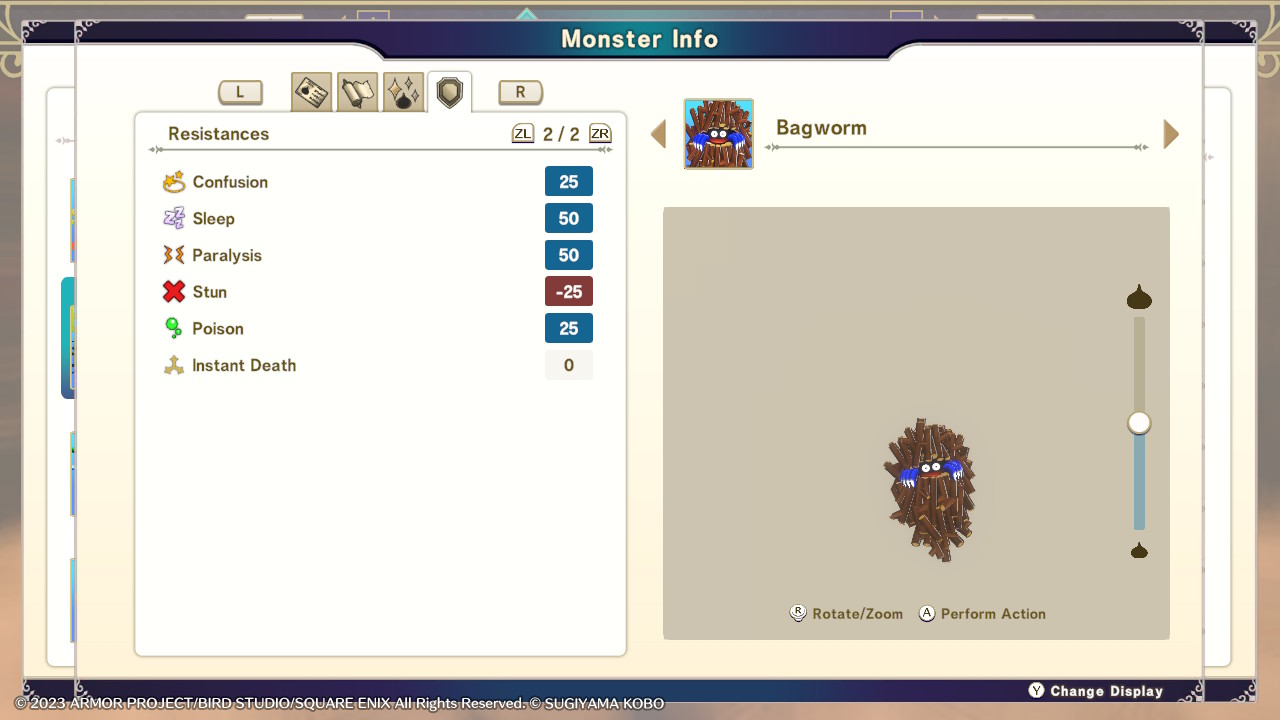 Monster Info
L
R
Resistances
ZL 2 / 2 ZR
Bagworm
Confusion 25
Sleep 50
Paralysis 50
Stun -25
Poison 25
Instant Death 0
R Rotate/Zoom A Perform Action
Y Change Display
© 2023 ARMOR PROJECT/BIRD STUDIO/SQUARE ENIX All Rights Reserved. © SUGIYAMA KOBO